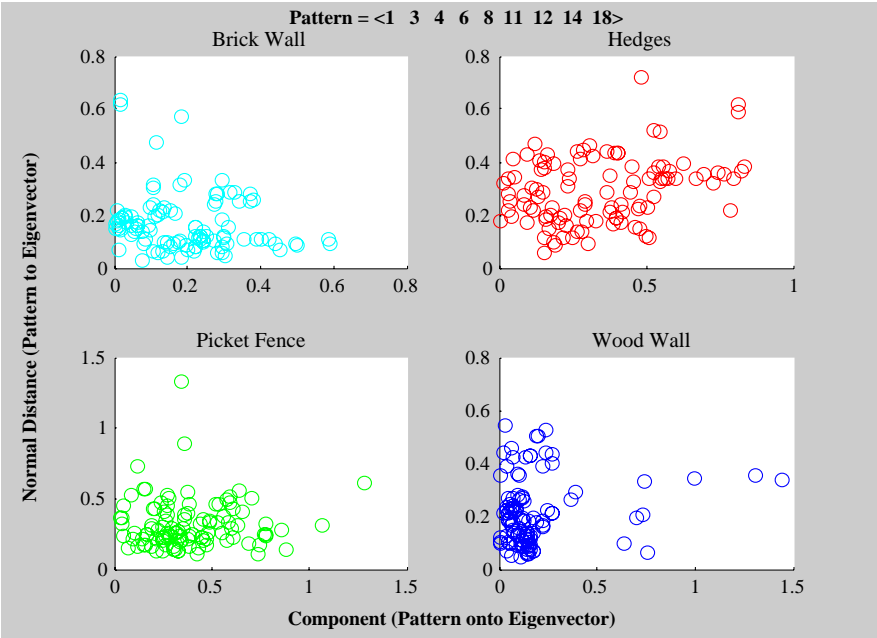 Pattern = <1 3 4 6 8 11 12 14 18>
Brick Wall
0.8
0.6
0.4
0.2
0
0 0.2 0.4 0.6 0.8
Hedges
0.8
0.6
0.4
0.2
0
0 0.5 1
Normal Distance (Pattern to Eigenvector)
Picket Fence
1.5
1
0.5
0
0 0.5 1 1.5
Wood Wall
0.8
0.6
0.4
0.2
0
0 0.5 1 1.5
Component (Pattern onto Eigenvector)